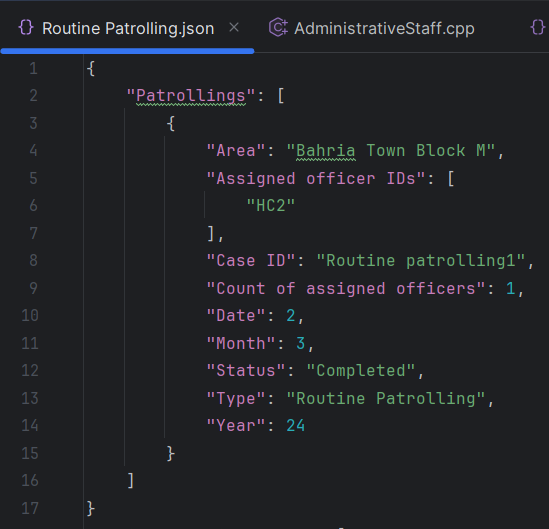 Routine Patrolling.json × AdministrativeStaff.cpp
1 {
2 "Patrollings": [
3 {
4 "Area": "Bahria Town Block M",
5 "Assigned officer IDs": [
6 "HC2"
7 ],
8 "Case ID": "Routine patrolling1",
9 "Count of assigned officers": 1,
10 "Date": 2,
11 "Month": 3,
12 "Status": "Completed",
13 "Type": "Routine Patrolling",
14 "Year": 24
15 }
16 ]
17 }